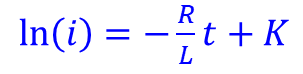 ln(i) = −R/L t + K